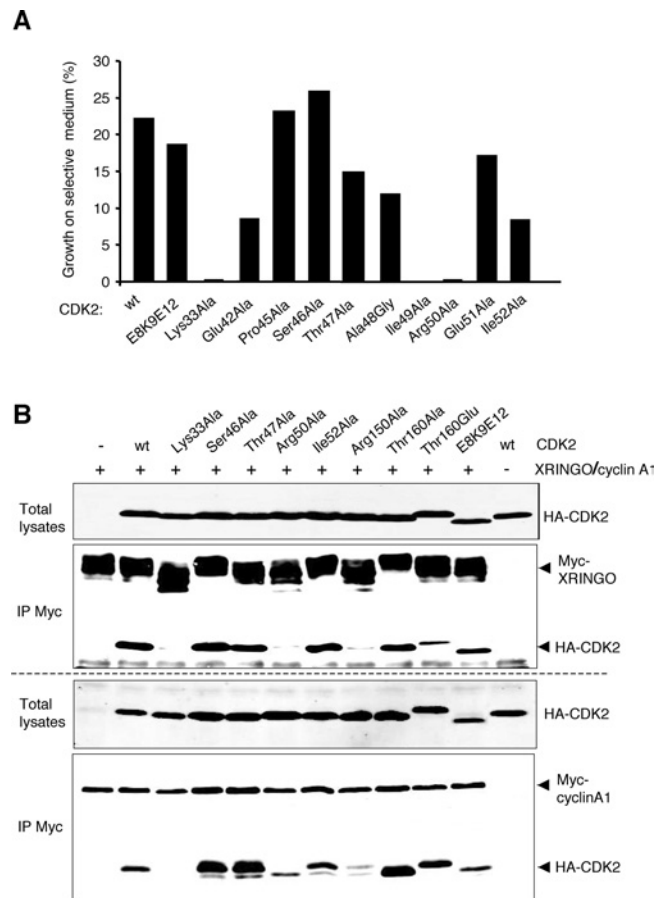 A
Growth on selective medium (%)
30
25
20
15
10
5
0
CDK2:
wt
E8K9E12
Lys33Ala
Glu42Ala
Pro45Ala
Ser46Ala
Thr47Ala
Ala48Gly
Ile49Ala
Arg50Ala
Glu51Ala
Ile52Ala
B
- wt Lys33Ala Ser46Ala Thr47Ala Arg50Ala Ile52Ala Arg150Ala Thr160Ala Thr160Glu E8K9E12 wt CDK2
+ + + + + + + + + + + - XRINGO/cyclin A1
Total
lysates
HA-CDK2
IP Myc
Myc-
XRINGO
HA-CDK2
Total
lysates
HA-CDK2
IP Myc
Myc-
cyclinA1
HA-CDK2